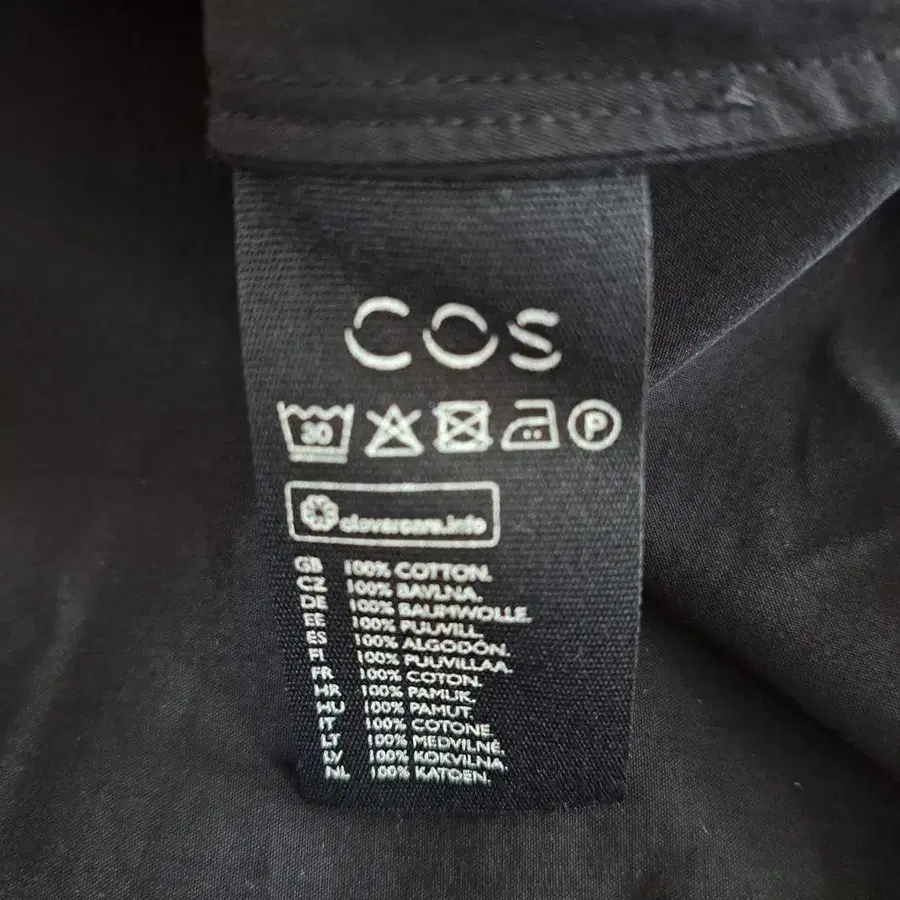 COS
30
P
clevercare.info
GB 100% COTTON.
CZ 100% BAVLNA.
DE 100% BAUMWOLLE.
EE 100% PUUVILL.
ES 100% ALGODÓN.
FI 100% PUUVILLAA.
FR 100% COTON.
HR 100% PAMUK.
HU 100% PAMUT.
IT 100% COTONE.
LT 100% MEDVILNĖ.
LV 100% KOKVILNA.
NL 100% KATOEN.